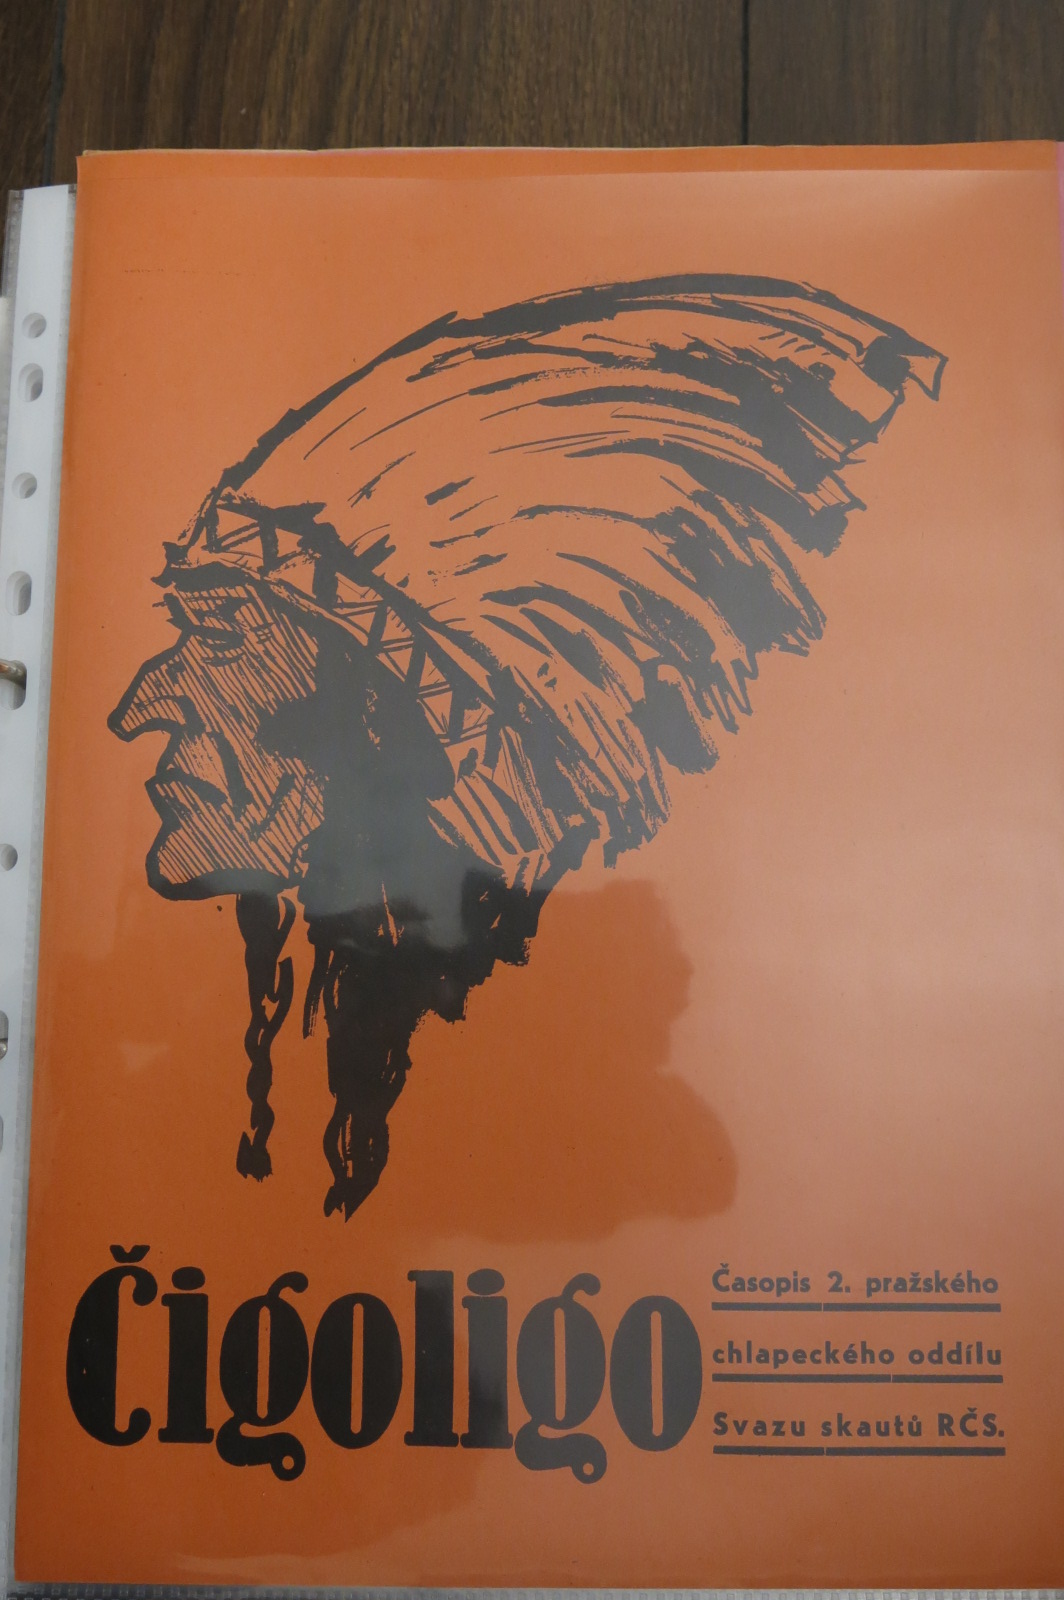 Čigoligo
Časopis 2. pražského
chlapeckého oddílu
Svazu skautů RČS.